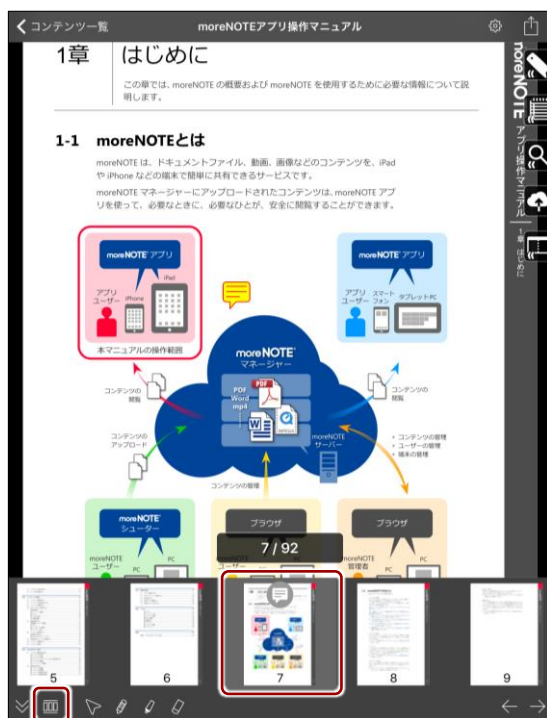 コンテンツ一覧
moreNOTEアプリ操作マニュアル
1章 はじめに
この章では、moreNOTE の概要および moreNOTE を使用するために必要な情報について説
明します。
1-1 moreNOTEとは
moreNOTE は、ドキュメントファイル、動画、画像などのコンテンツを、iPad
や iPhone などの端末で簡単に共有できるサービスです。
moreNOTE マネージャーにアップロードされたコンテンツは、moreNOTE アプ
リを使って、必要なときに、必要なひとが、安全に閲覧することができます。
moreNOTE アプリ操作マニュアル
1章 はじめに
moreNOTE アプリ
アプリ
ユーザー
iPhone
iPad
本マニュアルの操作範囲
moreNOTE アプリ
アプリ
ユーザー
スマート
フォン
タブレットPC
moreNOTE
マネージャー
PDF
Word
mp4
PDF
W
MPEG4
moreNOTE
サーバー
コンテンツの
閲覧
コンテンツの
閲覧
コンテンツの
アップロード
コンテンツの管理
• コンテンツの管理
• ユーザーの管理
• 端末の管理
moreNOTE
シューター
moreNOTE
ユーザー
PC
PC
ブラウザ
PC
ブラウザ
moreNOTE
管理者
PC
7 / 92
5
6
7
8
9